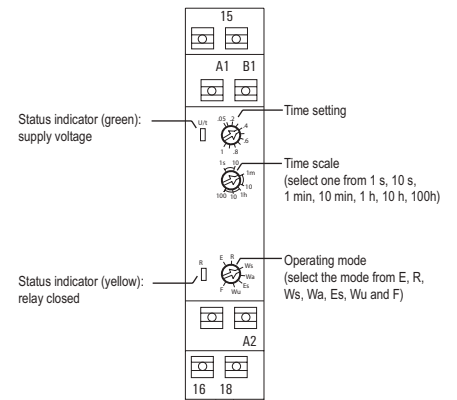 15
A1 B1
Status indicator (green):
supply voltage
U/t
.05 .2 .4 .6 .8 1
Time setting
1s 10 1m 10 1h 10 100
Time scale
(select one from 1 s, 10 s,
1 min, 10 min, 1 h, 10 h, 100h)
Status indicator (yellow):
relay closed
R
E R Ws Wa Es Wu F
Operating mode
(select the mode from E, R,
Ws, Wa, Es, Wu and F)
A2
16 18